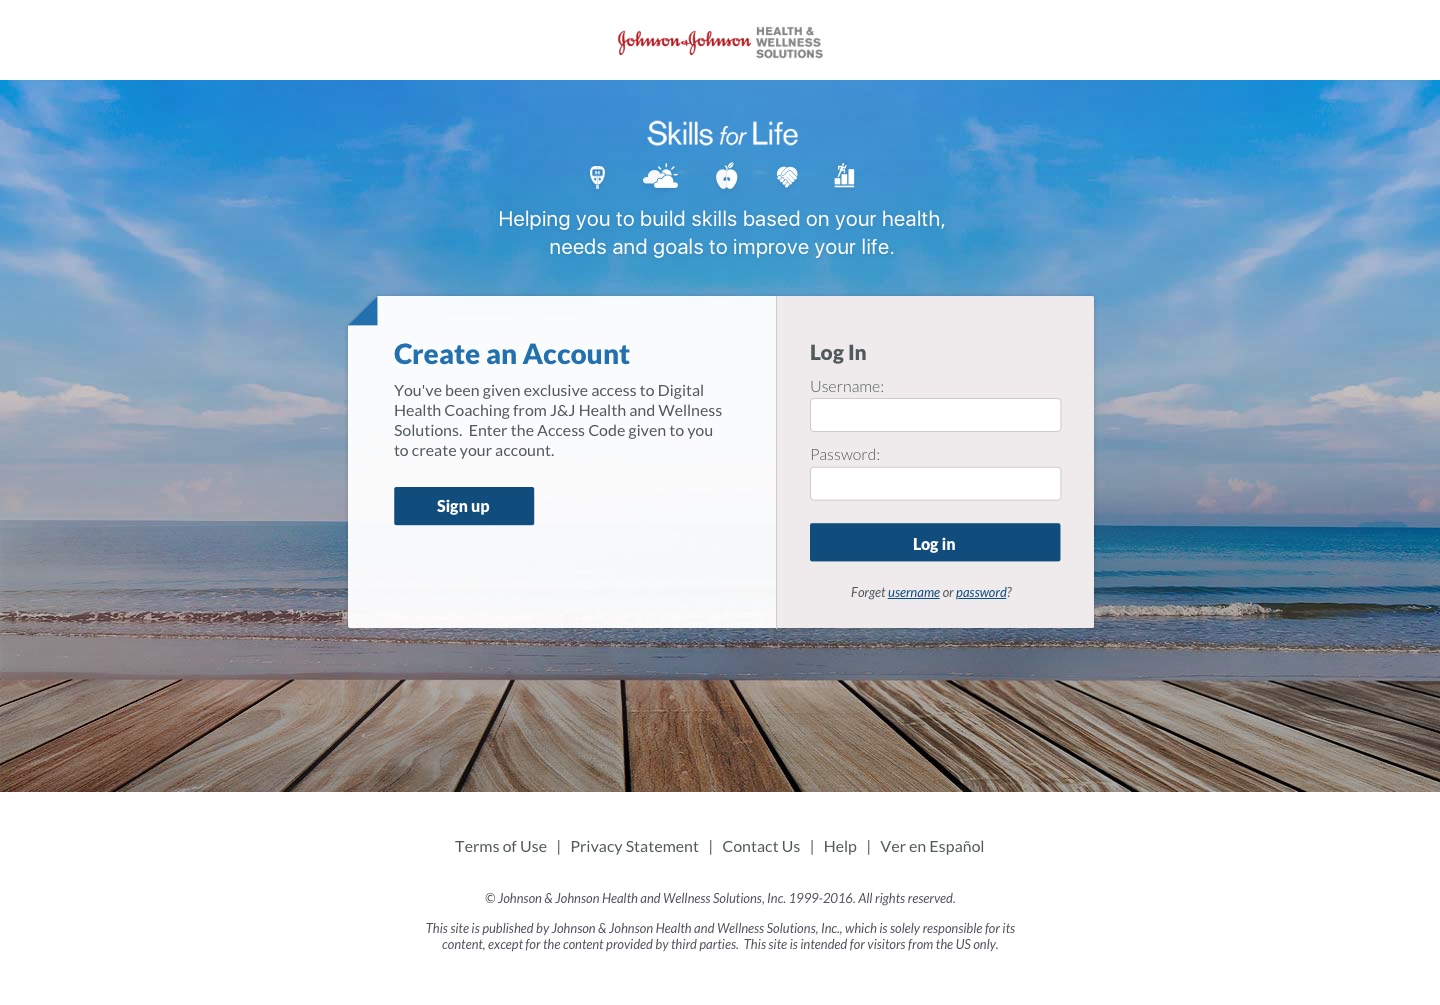 Johnson & Johnson
HEALTH &
WELLNESS
SOLUTIONS
Skills for Life
Helping you to build skills based on your health,
needs and goals to improve your life.
Create an Account
You've been given exclusive access to Digital
Health Coaching from J&J Health and Wellness
Solutions.  Enter the Access Code given to you
to create your account.
Sign up
Log In
Username:
Password:
Log in
Forget username or password?
Terms of Use | Privacy Statement | Contact Us | Help | Ver en Español
© Johnson & Johnson Health and Wellness Solutions, Inc. 1999-2016. All rights reserved.
This site is published by Johnson & Johnson Health and Wellness Solutions, Inc., which is solely responsible for its
content, except for the content provided by third parties.  This site is intended for visitors from the US only.